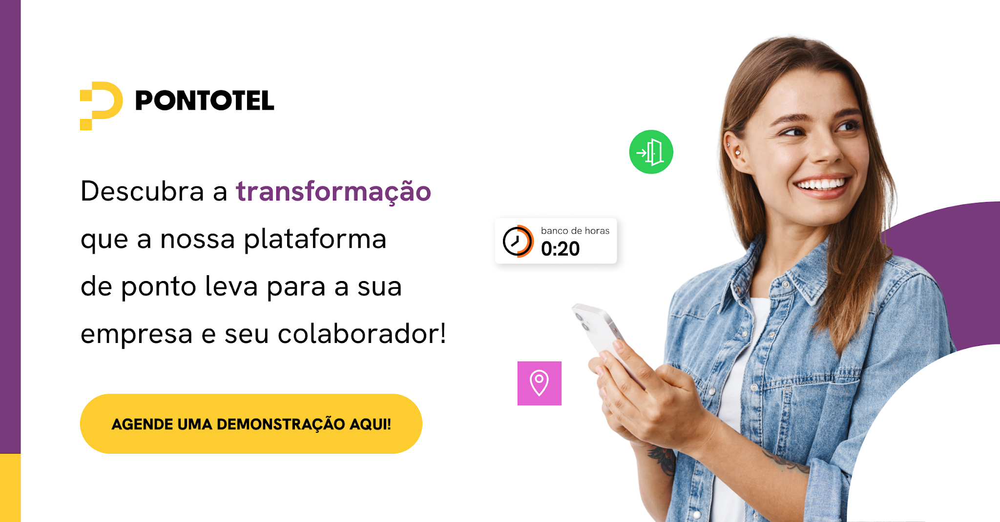 PONTOTEL
Descubra a transformação
que a nossa plataforma
de ponto leva para a sua
empresa e seu colaborador!
AGENDE UMA DEMONSTRAÇÃO AQUI!
banco de horas
0:20